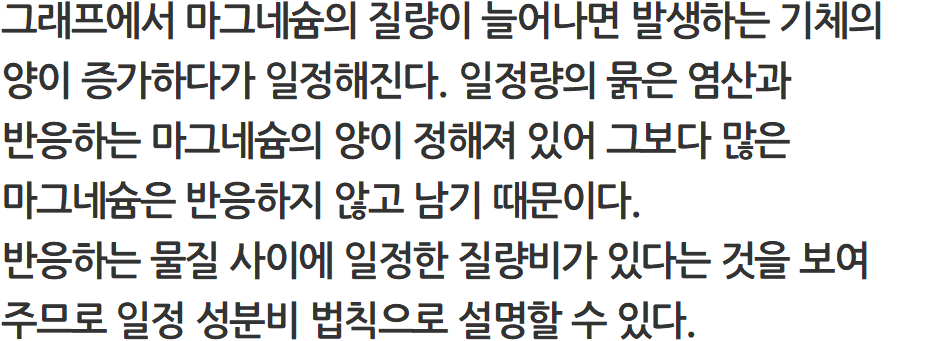 그래프에서 마그네슘의 질량이 늘어나면 발생하는 기체의
양이 증가하다가 일정해진다. 일정량의 묽은 염산과
반응하는 마그네슘의 양이 정해져 있어 그보다 많은
마그네슘은 반응하지 않고 남기 때문이다.
반응하는 물질 사이에 일정한 질량비가 있다는 것을 보여
주므로 일정 성분비 법칙으로 설명할 수 있다.